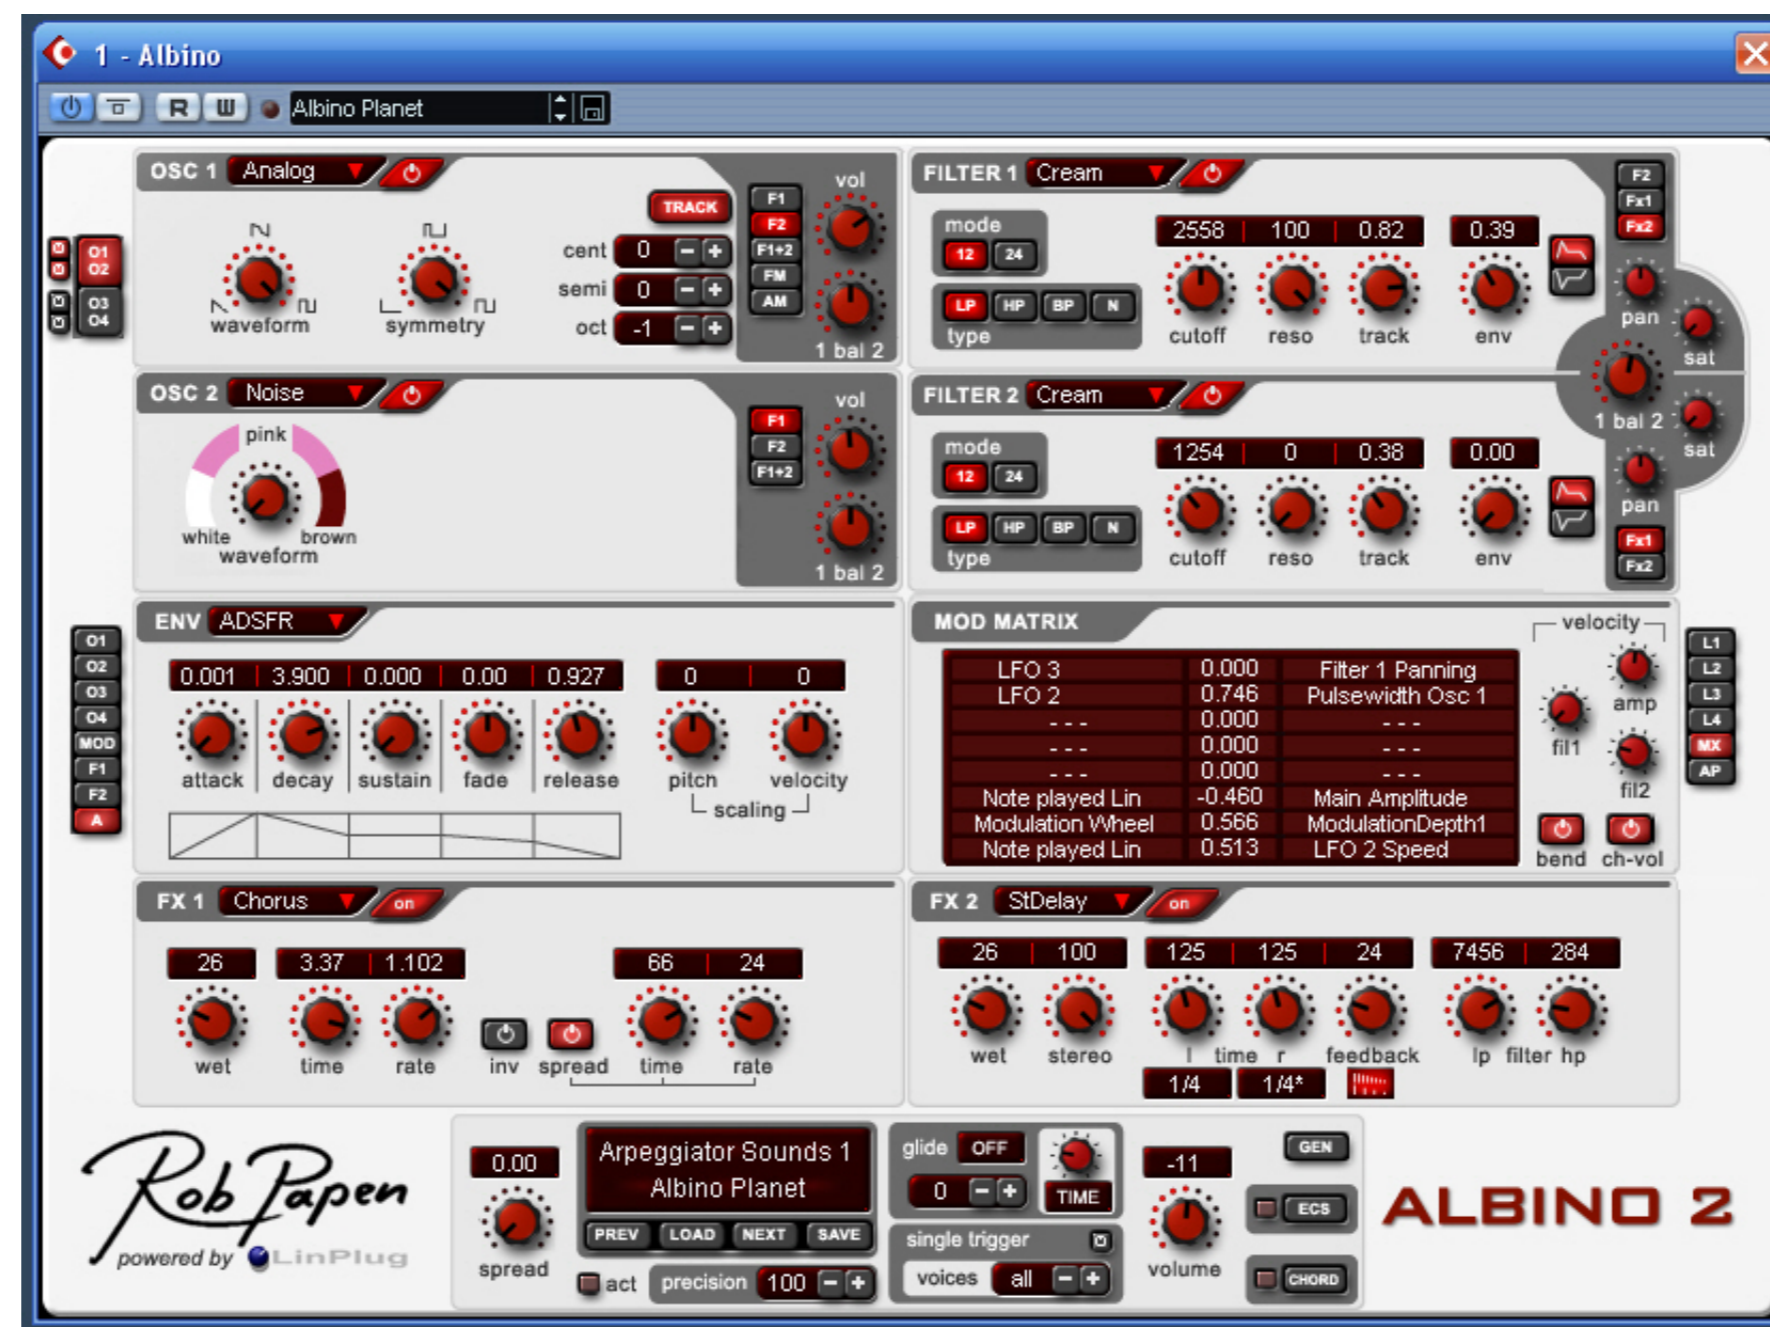 1 - Albino
R W Albino Planet
OSC 1 Analog
TRACK
cent 0 - +
semi 0 - +
oct -1 - +
waveform symmetry
F1
F2
F1+2
FM
AM
vol
1 bal 2
O1
O2
O3
O4
FILTER 1 Cream
mode
12 24
LP HP BP N
type
2558 100 0.82 0.39
cutoff reso track env
F2
Fx1
Fx2
pan
sat
1 bal 2
OSC 2 Noise
pink
white brown
waveform
F1
F2
F1+2
vol
1 bal 2
FILTER 2 Cream
mode
12 24
LP HP BP N
type
1254 0 0.38 0.00
cutoff reso track env
sat
pan
Fx1
Fx2
O1
O2
O3
O4
MOD
F1
F2
A
ENV ADSFR
0.001 3.900 0.000 0.00 0.927 0 0
attack decay sustain fade release pitch velocity
scaling
MOD MATRIX
LFO 3 0.000 Filter 1 Panning
LFO 2 0.746 Pulsewidth Osc 1
- - - 0.000 - - -
- - - 0.000 - - -
- - - 0.000 - - -
Note played Lin -0.460 Main Amplitude
Modulation Wheel 0.566 ModulationDepth1
Note played Lin 0.513 LFO 2 Speed
velocity
amp
fil1
fil2
bend ch-vol
L1
L2
L3
L4
MX
AP
FX 1 Chorus on
26 3.37 1.102 66 24
wet time rate inv spread time rate
FX 2 StDelay on
26 100 125 125 24 7456 284
wet stereo l time r feedback lp filter hp
1/4 1/4*
Rob Papen
powered by LinPlug
0.00
spread
Arpeggiator Sounds 1
Albino Planet
PREV LOAD NEXT SAVE
act precision 100 - +
glide OFF
0 - + TIME
single trigger
voices all - +
-11
volume
GEN
ECS
CHORD
ALBINO 2